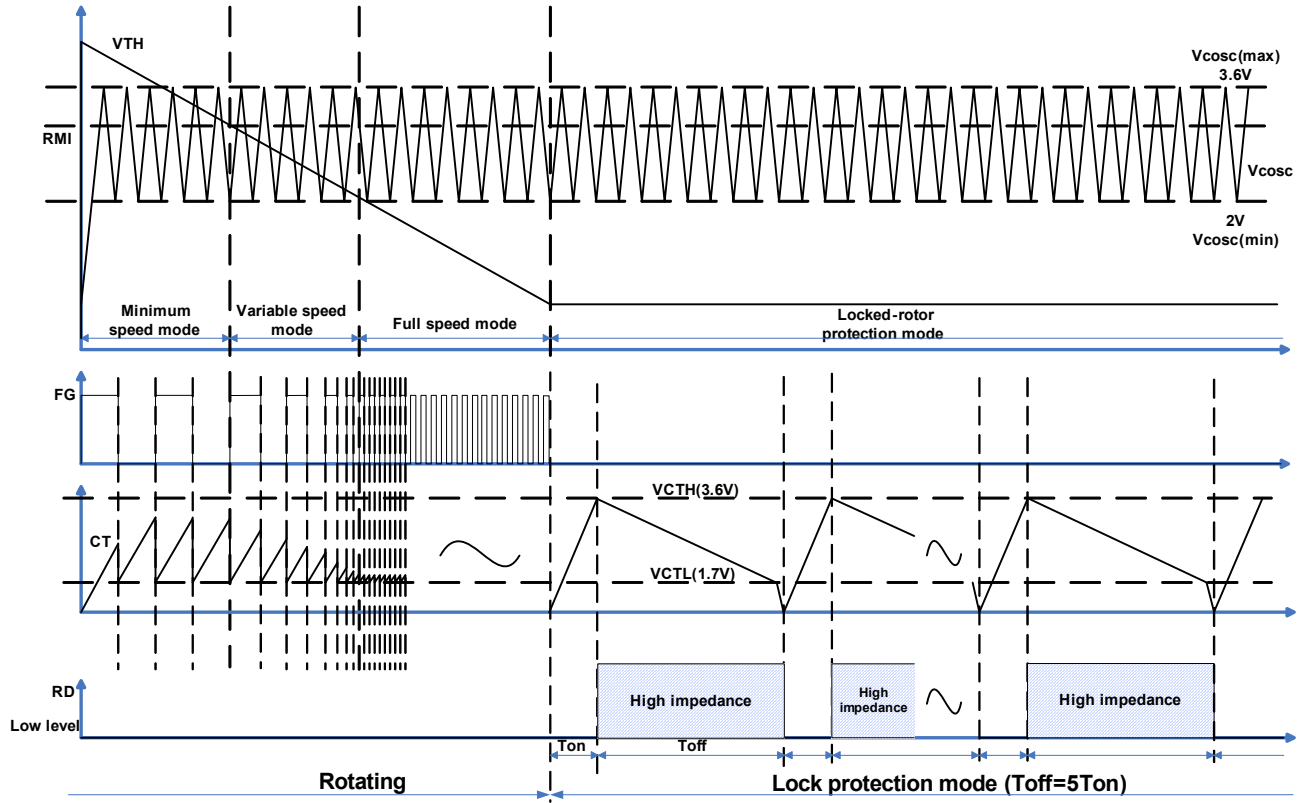 VTH
Vcosc(max)
3.6V
RMI
Vcosc
2V
Vcosc(min)
Minimum
speed mode
Variable speed
mode
Full speed mode
Locked-rotor
protection mode
FG
VCTH(3.6V)
CT
VCTL(1.7V)
RD
High impedance
High
impedance
High impedance
Low level
Ton
Toff
Rotating
Lock protection mode (Toff=5Ton)